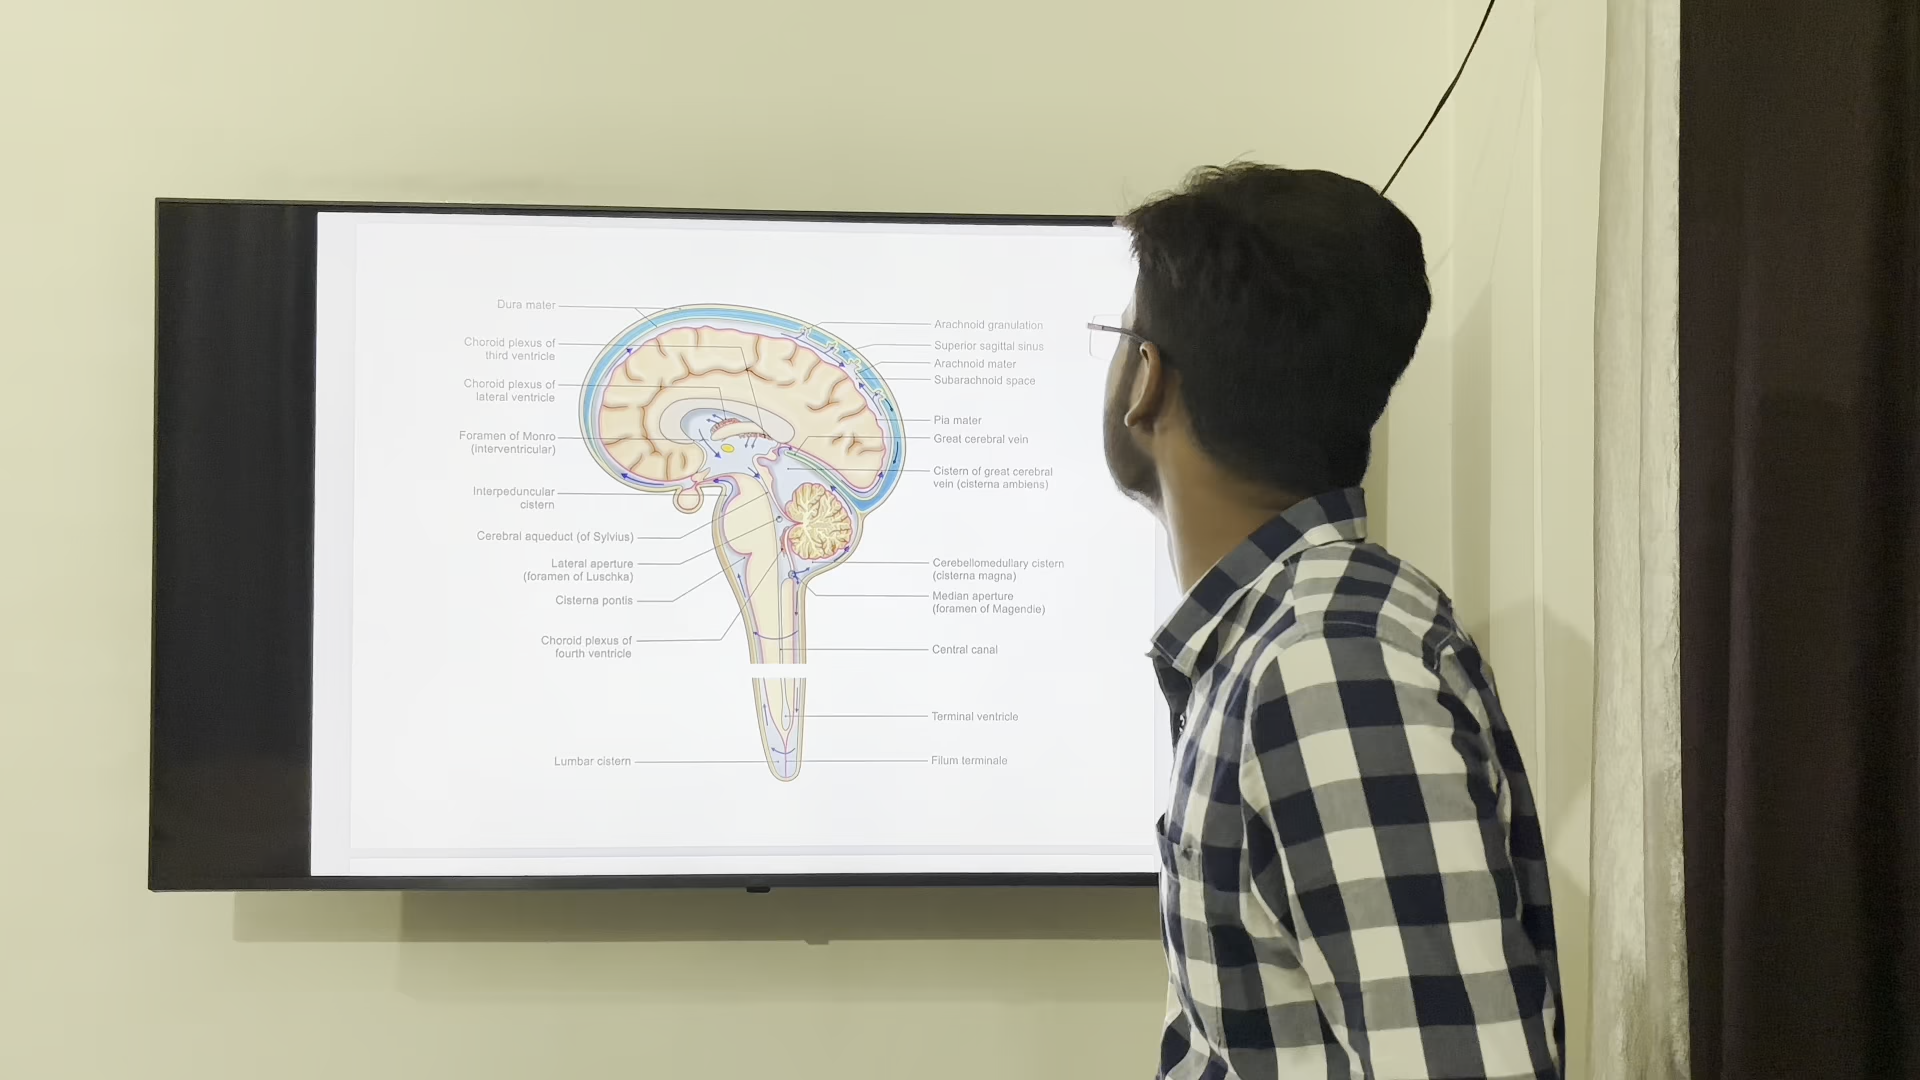 Dura mater
Choroid plexus of
third ventricle
Choroid plexus of
lateral ventricle
Foramen of Monro
(interventricular)
Interpeduncular
cistern
Cerebral aqueduct (of Sylvius)
Lateral aperture
(foramen of Luschka)
Cisterna pontis
Choroid plexus of
fourth ventricle
Lumbar cistern
Arachnoid granulation
Superior sagittal sinus
Arachnoid mater
Subarachnoid space
Pia mater
Great cerebral vein
Cistern of great cerebral
vein (cisterna ambiens)
Cerebellomedullary cistern
(cisterna magna)
Median aperture
(foramen of Magendie)
Central canal
Terminal ventricle
Filum terminale